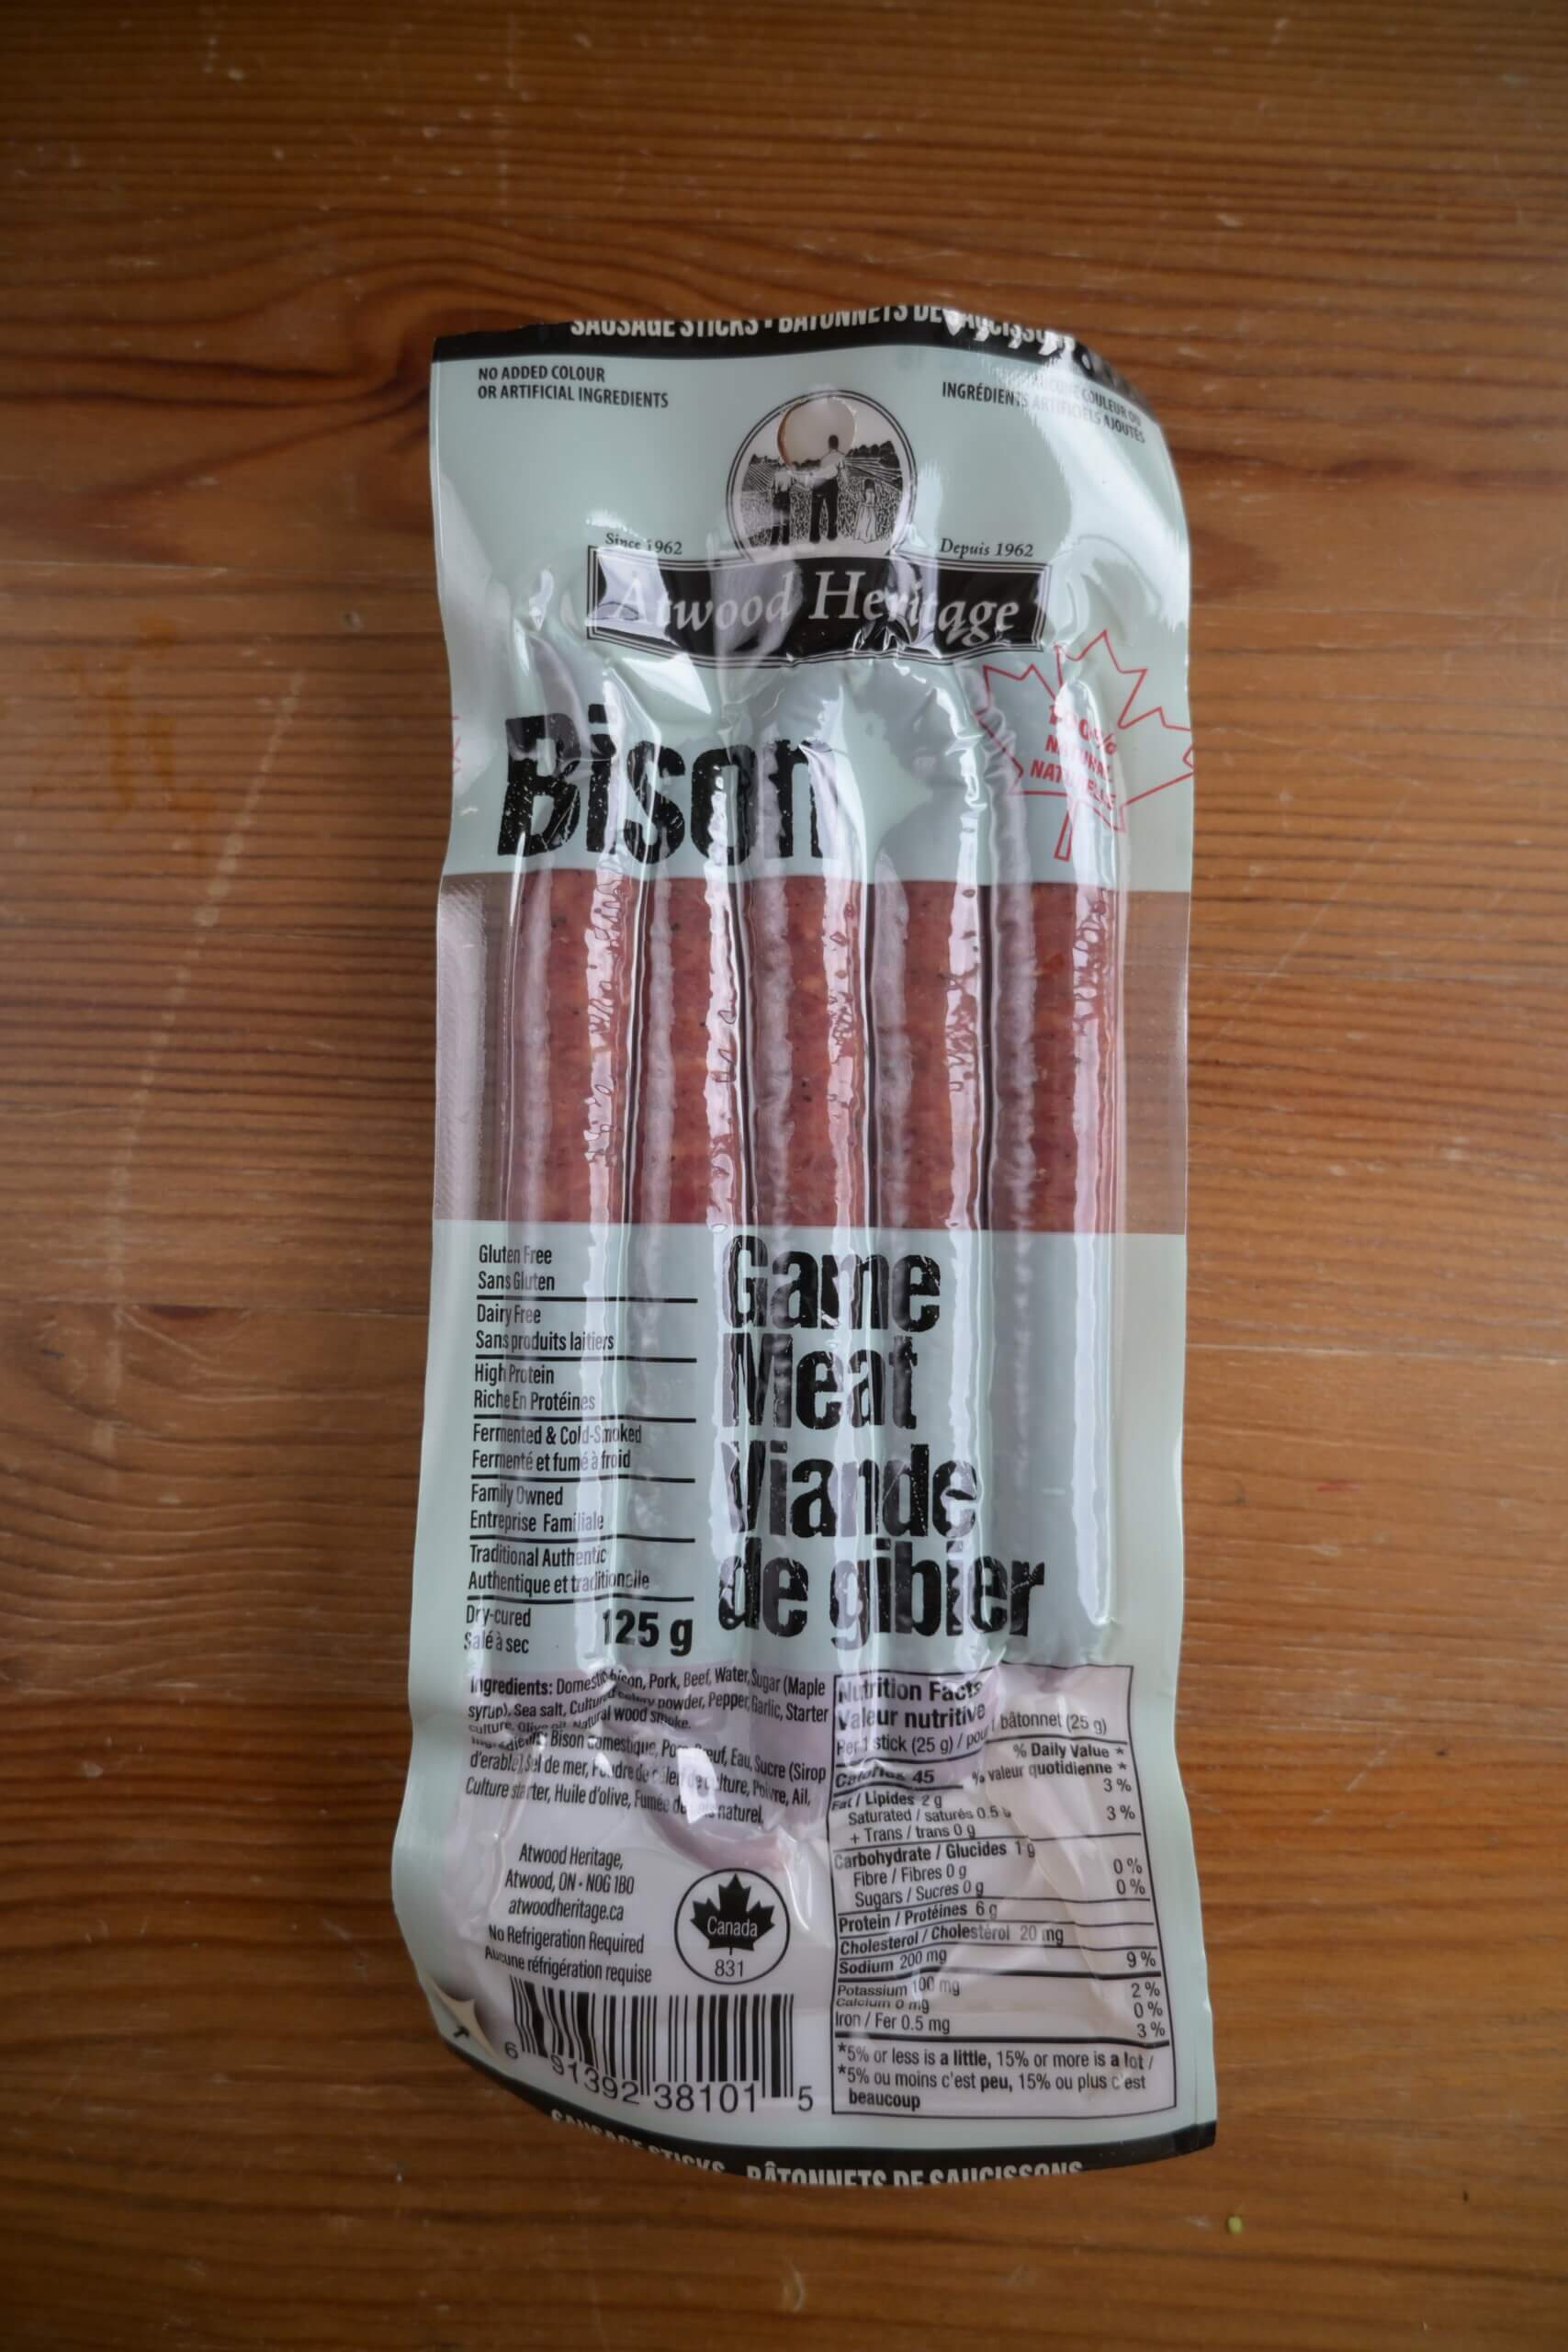 SAUSAGE STICKS • BÂTONNETS DE SAUCISSONS
NO ADDED COLOUR
OR ARTIFICIAL INGREDIENTS
COULEUR OU
INGRÉDIENTS ARTIFICIELS AJOUTÉS
Since 1962
Depuis 1962
Atwood Heritage
Bison
100%
NATURAL
NATURELLE
Gluten Free
Sans Gluten
Dairy Free
Sans produits laitiers
High Protein
Riche En Protéines
Fermented & Cold-Smoked
Fermenté et fumé à froid
Family Owned
Entreprise Familiale
Traditional Authentic
Authentique et traditionelle
Dry-cured
Salé à sec
125 g
Game
Meat
Viande
de gibier
Ingredients: Domestic bison, Pork, Beef, Water, Sugar (Maple
syrup), Sea salt, Cultured celery powder, Pepper, Garlic, Starter
culture, Olive oil, Natural wood smoke.
Ingrédients: Bison domestique, Porc, Bœuf, Eau, Sucre (Sirop
d'erable), Sel de mer, Poudre de céleri de culture, Poivre, Ail,
Culture starter, Huile d'olive, Fumée de naturel.
Atwood Heritage,
Atwood, ON • N0G 1B0
atwoodheritage.ca
No Refrigeration Required
Aucune réfrigération requise
Canada
831
6 91392 38101 5
Nutrition Facts
Valeur nutritive
Per 1 stick (25 g) / pour 1 bâtonnet (25 g)
% Daily Value *
Calories 45 % valeur quotidienne *
Fat / Lipides 2 g 3 %
Saturated / saturés 0.5 g
+ Trans / trans 0 g 3 %
Carbohydrate / Glucides 1 g
Fibre / Fibres 0 g 0 %
Sugars / Sucres 0 g 0 %
Protein / Protéines 6 g
Cholesterol / Cholestérol 20 mg
Sodium 200 mg 9 %
Potassium 100 mg 2 %
Calcium 0 mg 0 %
Iron / Fer 0.5 mg 3 %
*5% or less is a little, 15% or more is a lot /
*5% ou moins c'est peu, 15% ou plus c'est
beaucoup
SAUSAGE STICKS BÂTONNETS DE SAUCISSONS